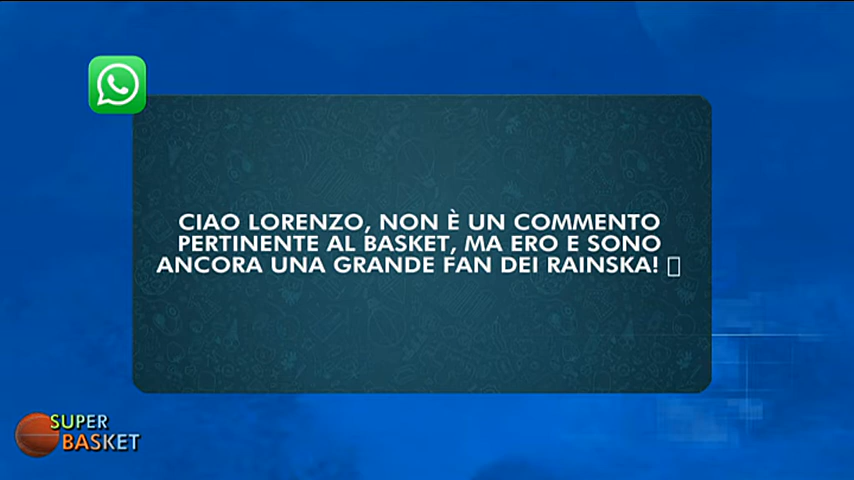 CIAO LORENZO, NON È UN COMMENTO
PERTINENTE AL BASKET, MA ERO E SONO
ANCORA UNA GRANDE FAN DEI RAINSKA! 
SUPER
BASKET